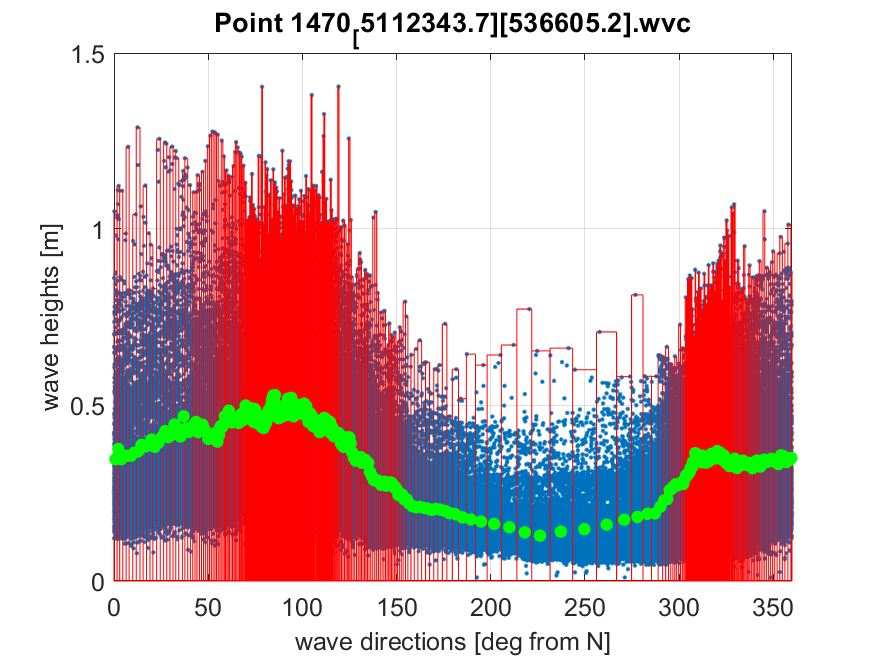 Point 1470[5112343.7][536605.2].wvc
1.5
1
0.5
0
wave heights [m]
0 50 100 150 200 250 300 350
wave directions [deg from N]